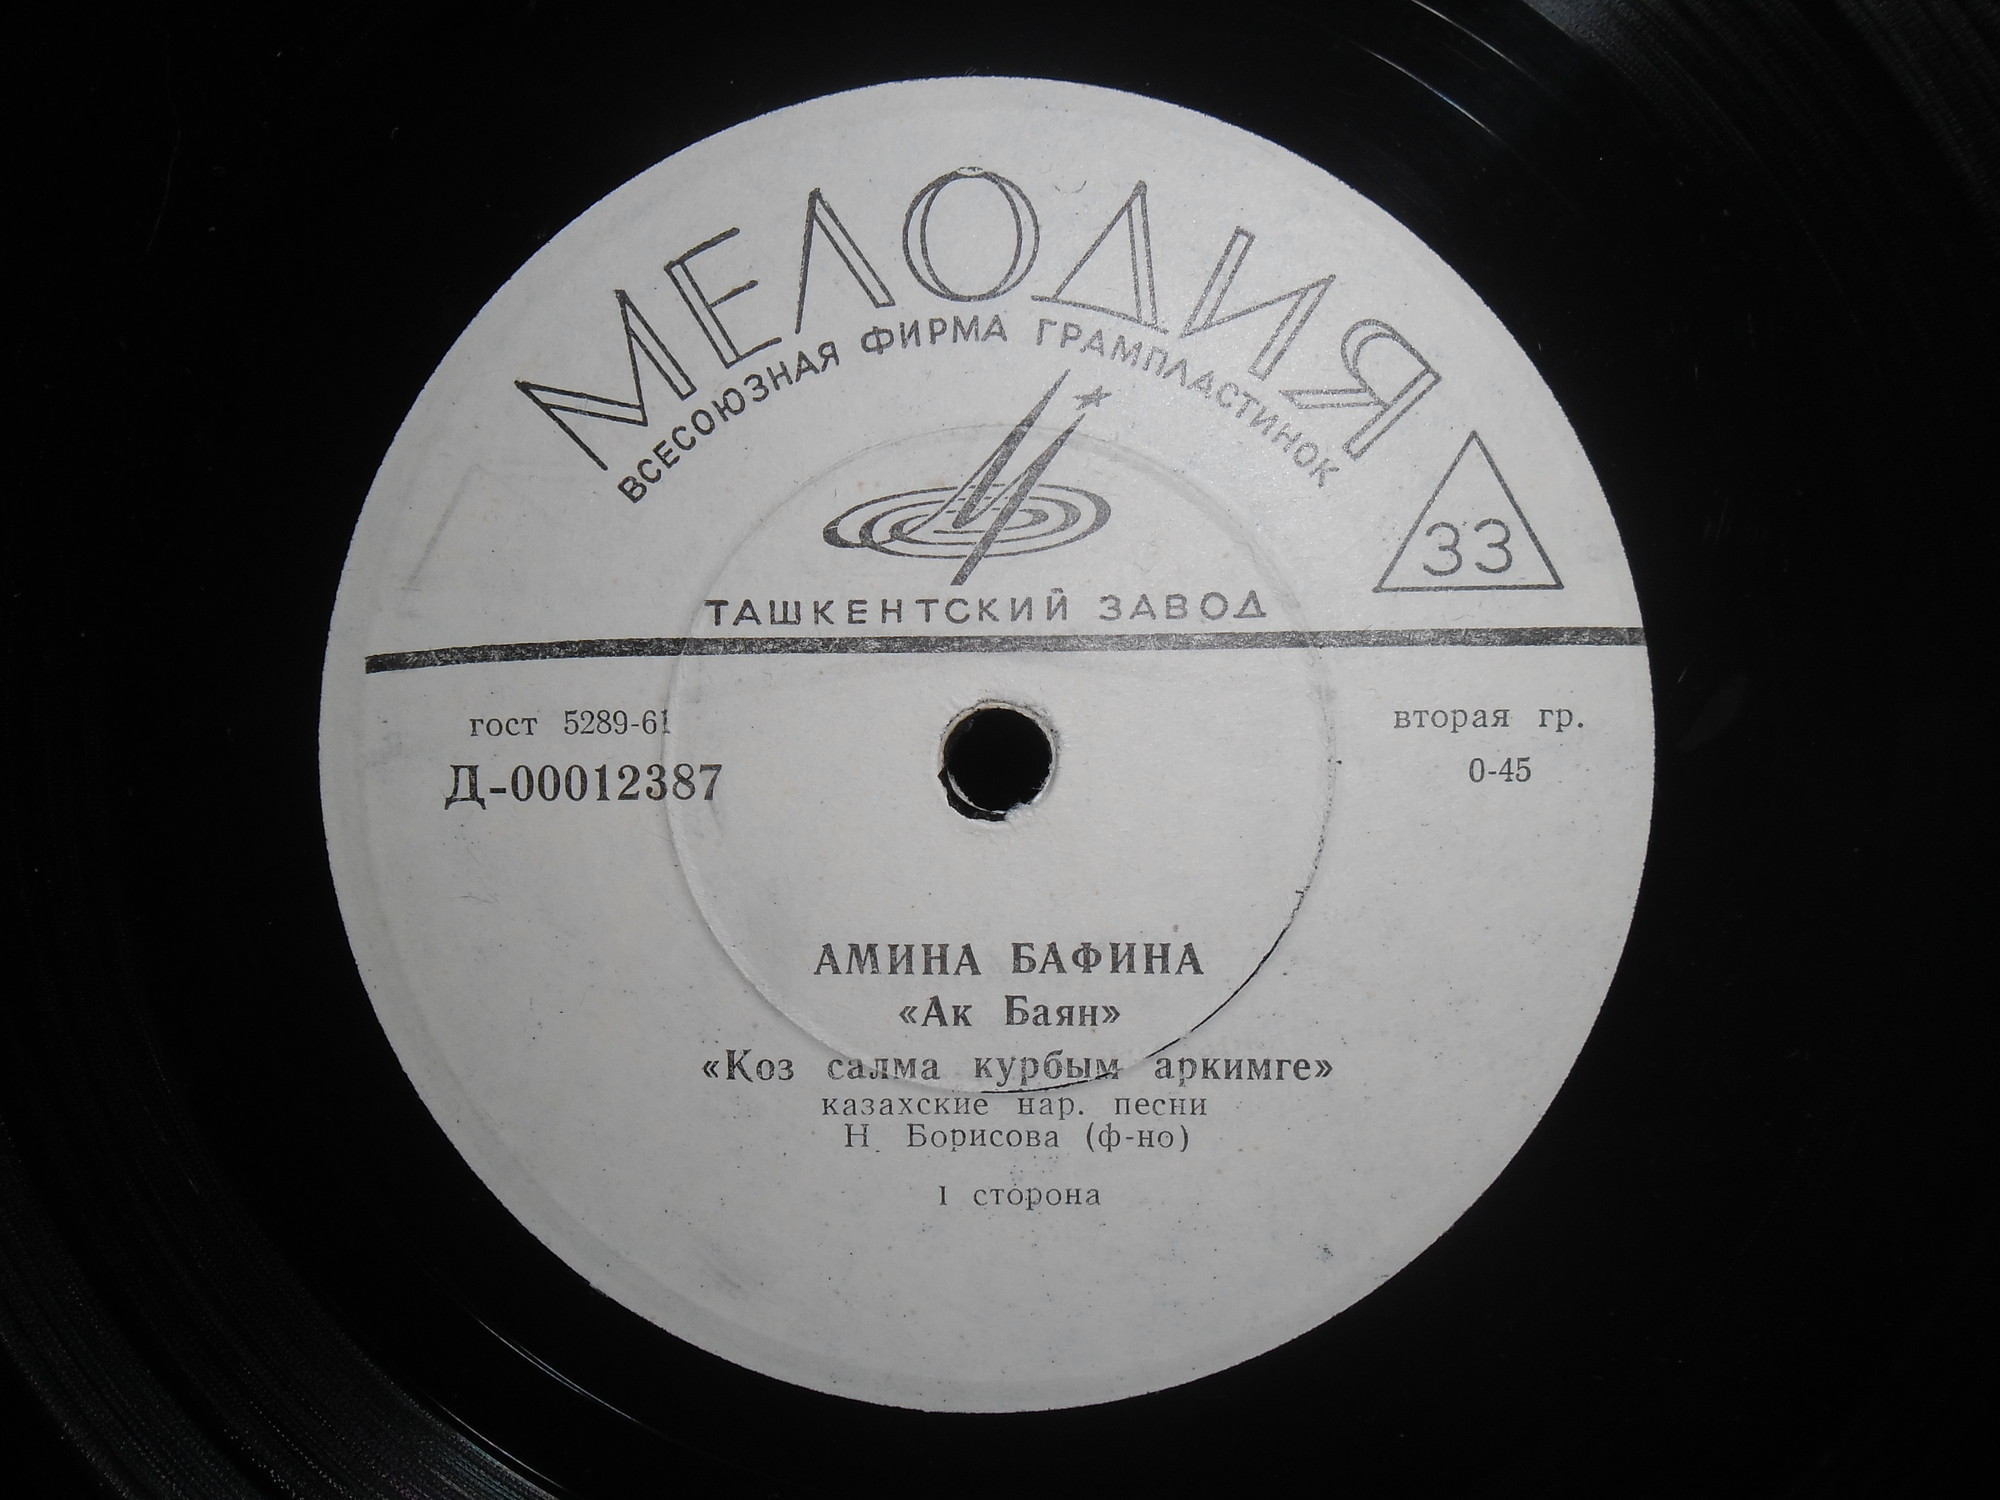 МЕЛОДИЯ
ВСЕСОЮЗНАЯ ФИРМА ГРАМПЛАСТИНОК
33
ТАШКЕНТСКИЙ ЗАВОД
гост 5289-61
вторая гр.
Д-00012387
0-45
АМИНА БАФИНА
«Ак Баян»
«Коз салма курбым аркимге»
казахские нар. песни
Н. Борисова (ф-но)
I сторона